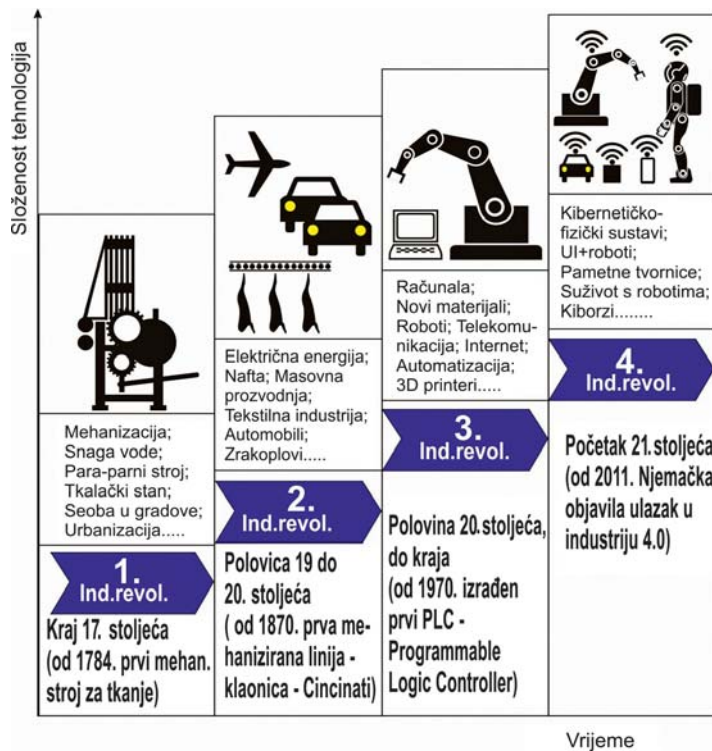 Složenost tehnologija
Mehanizacija;
Snaga vode;
Para-parni stroj;
Tkalački stan;
Seoba u gradove;
Urbanizacija.....
1.
Ind.revol.
Kraj 17. stoljeća
(od 1784. prvi mehan.
stroj za tkanje)
Električna energija;
Nafta; Masovna
prozvodnja;
Tekstilna industrija;
Automobili;
Zrakoplovi.....
2.
Ind.revol.
Polovica 19 do
20. stoljeća
( od 1870. prva me-
hanizirana linija -
klaonica - Cincinati)
Računala;
Novi materijali;
Roboti; Telekomu-
nikacija; Internet;
Automatizacija;
3D printeri.....
3.
Ind.revol.
Polovina 20.stoljeća,
do kraja
(od 1970. izrađen
prvi PLC -
Programmable
Logic Controller)
Kibernetičko-
fizički sustavi;
UI+roboti;
Pametne tvornice;
Suživot s robotima;
Kiborzi........
4.
Ind.revol.
Početak 21.stoljeća
(od 2011. Njemačka
objavila ulazak u
industriju 4.0)
Vrijeme